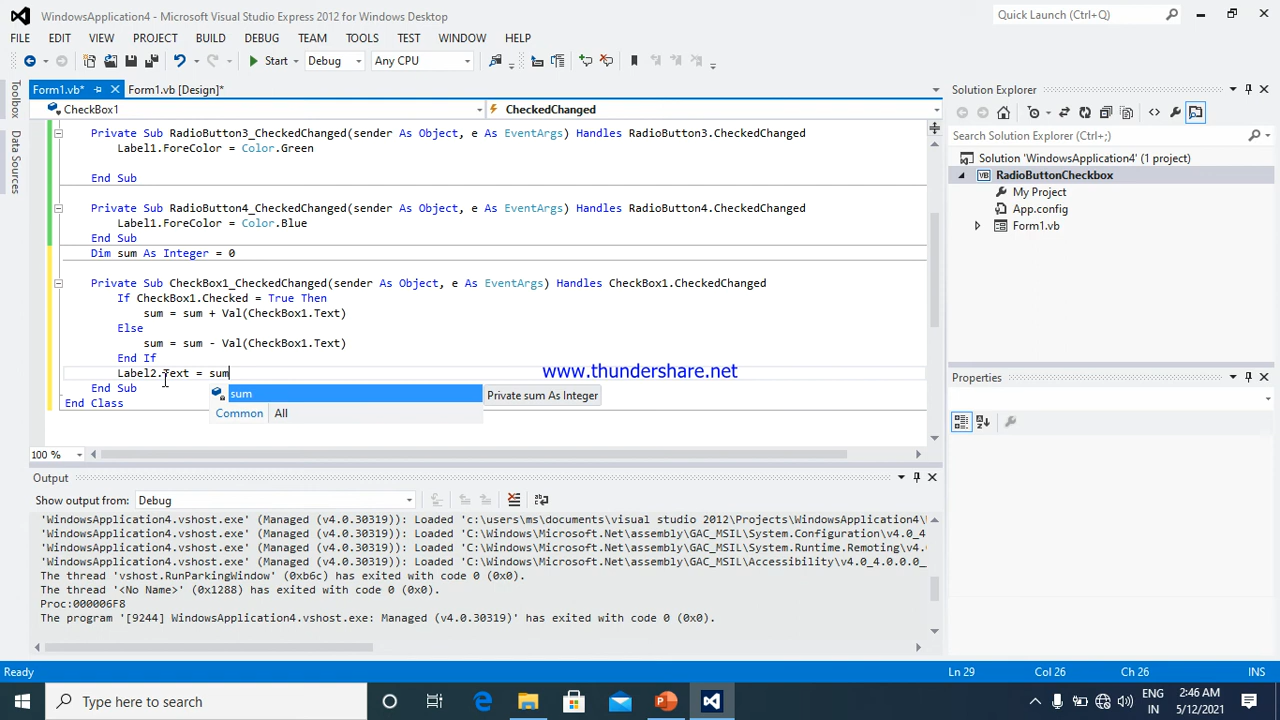 WindowsApplication4 - Microsoft Visual Studio Express 2012 for Windows Desktop
Quick Launch (Ctrl+Q)
FILE EDIT VIEW PROJECT BUILD DEBUG TEAM TOOLS TEST WINDOW HELP
Start Debug Any CPU
Toolbox
Data Sources
Form1.vb* Form1.vb [Design]*
CheckBox1 CheckedChanged
Private Sub RadioButton3_CheckedChanged(sender As Object, e As EventArgs) Handles RadioButton3.CheckedChanged
Label1.ForeColor = Color.Green
End Sub
Private Sub RadioButton4_CheckedChanged(sender As Object, e As EventArgs) Handles RadioButton4.CheckedChanged
Label1.ForeColor = Color.Blue
End Sub
Dim sum As Integer = 0
Private Sub CheckBox1_CheckedChanged(sender As Object, e As EventArgs) Handles CheckBox1.CheckedChanged
If CheckBox1.Checked = True Then
sum = sum + Val(CheckBox1.Text)
Else
sum = sum - Val(CheckBox1.Text)
End If
Label2.Text = sum
www.thundershare.net
End Sub
sum
Private sum As Integer
End Class
Common All
100 %
Solution Explorer
Search Solution Explorer (Ctrl+;)
Solution 'WindowsApplication4' (1 project)
RadioButtonCheckbox
My Project
App.config
Form1.vb
Properties
Output
Show output from: Debug
'WindowsApplication4.vshost.exe' (Managed (v4.0.30319)): Loaded 'c:\users\ms\documents\visual studio 2012\Projects\WindowsApplication4\
'WindowsApplication4.vshost.exe' (Managed (v4.0.30319)): Loaded 'C:\Windows\Microsoft.Net\assembly\GAC_MSIL\System.Configuration\v4.0_4
'WindowsApplication4.vshost.exe' (Managed (v4.0.30319)): Loaded 'C:\Windows\Microsoft.Net\assembly\GAC_MSIL\System.Runtime.Remoting\v4.
'WindowsApplication4.vshost.exe' (Managed (v4.0.30319)): Loaded 'C:\Windows\Microsoft.Net\assembly\GAC_MSIL\Accessibility\v4.0_4.0.0.0_
The thread 'vshost.RunParkingWindow' (0xb6c) has exited with code 0 (0x0).
The thread '<No Name>' (0x1288) has exited with code 0 (0x0).
Proc:000006F8
The program '[9244] WindowsApplication4.vshost.exe: Managed (v4.0.30319)' has exited with code 0 (0x0).
Ready Ln 29 Col 26 Ch 26 INS
Type here to search
ENG
IN
2:46 AM
5/12/2021